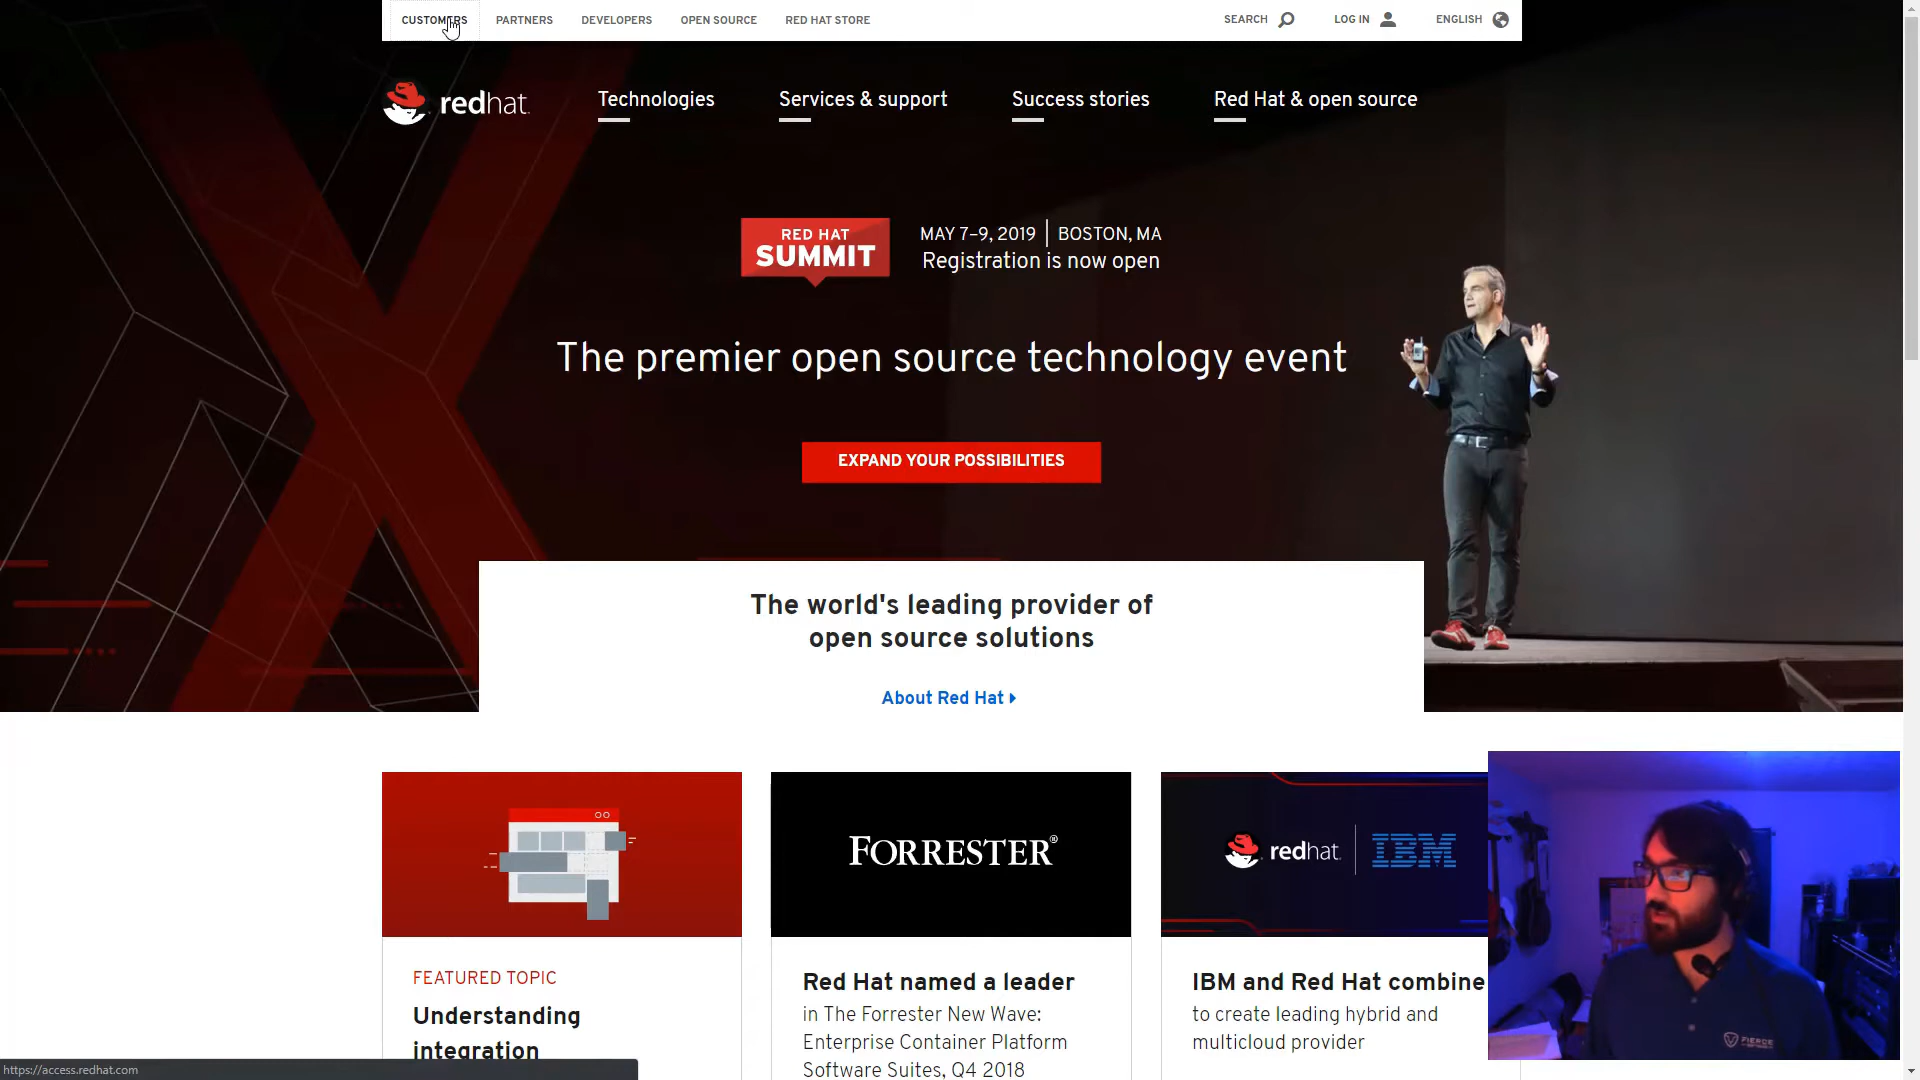 CUSTOMERS PARTNERS DEVELOPERS OPEN SOURCE RED HAT STORE SEARCH LOG IN ENGLISH
redhat. Technologies Services & support Success stories Red Hat & open source
RED HAT
SUMMIT
MAY 7–9, 2019 | BOSTON, MA
Registration is now open
The premier open source technology event
EXPAND YOUR POSSIBILITIES
The world's leading provider of
open source solutions
About Red Hat
FORRESTER®
redhat. IBM
FEATURED TOPIC
Understanding
integration
Red Hat named a leader
in The Forrester New Wave:
Enterprise Container Platform
Software Suites, Q4 2018
IBM and Red Hat combine
to create leading hybrid and
multicloud provider
FIERCE
https://access.redhat.com